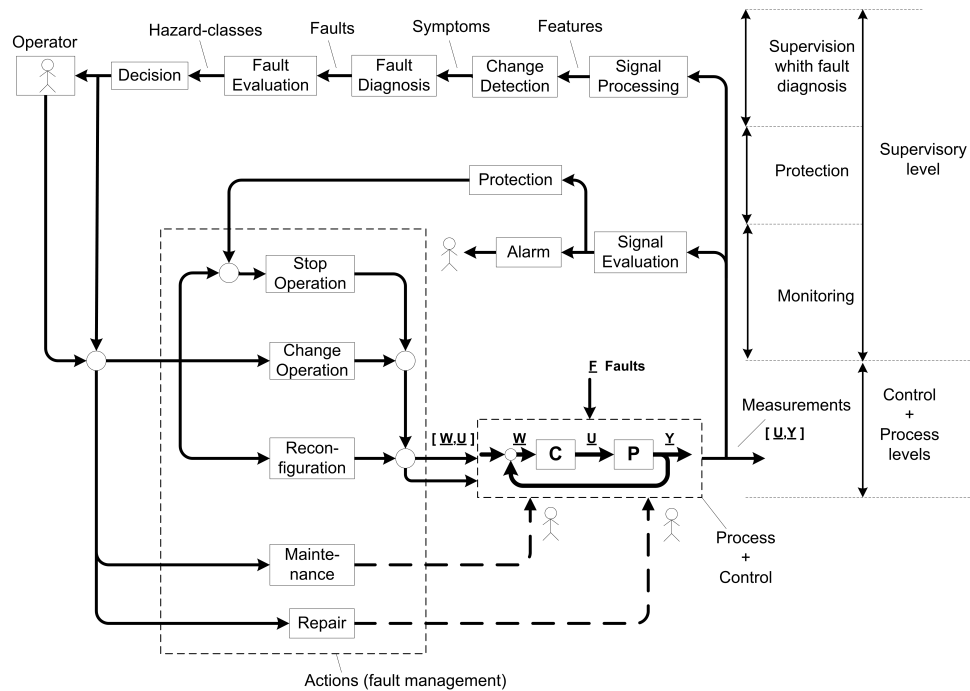 Operator
Hazard-classes
Faults
Symptoms
Features
Decision
Fault
Evaluation
Fault
Diagnosis
Change
Detection
Signal
Processing
Supervision
whith fault
diagnosis
Supervisory
level
Protection
Protection
Alarm
Signal
Evaluation
Monitoring
Stop
Operation
Change
Operation
Recon-
figuration
Mainte-
nance
Repair
F Faults
[ W,U ]
W
C
U
P
Y
Measurements
[ U,Y ]
Control
+
Process
levels
Process
+
Control
Actions (fault management)